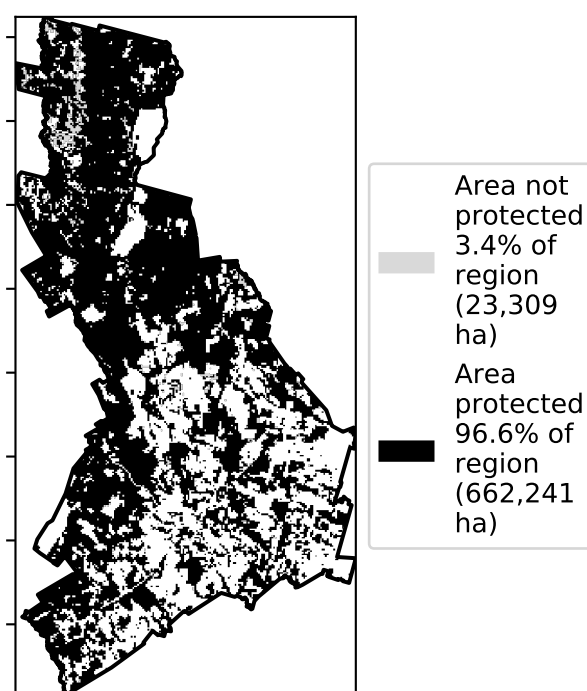 Area not
protected
3.4% of
region
(23,309
ha)
Area
protected
96.6% of
region
(662,241
ha)